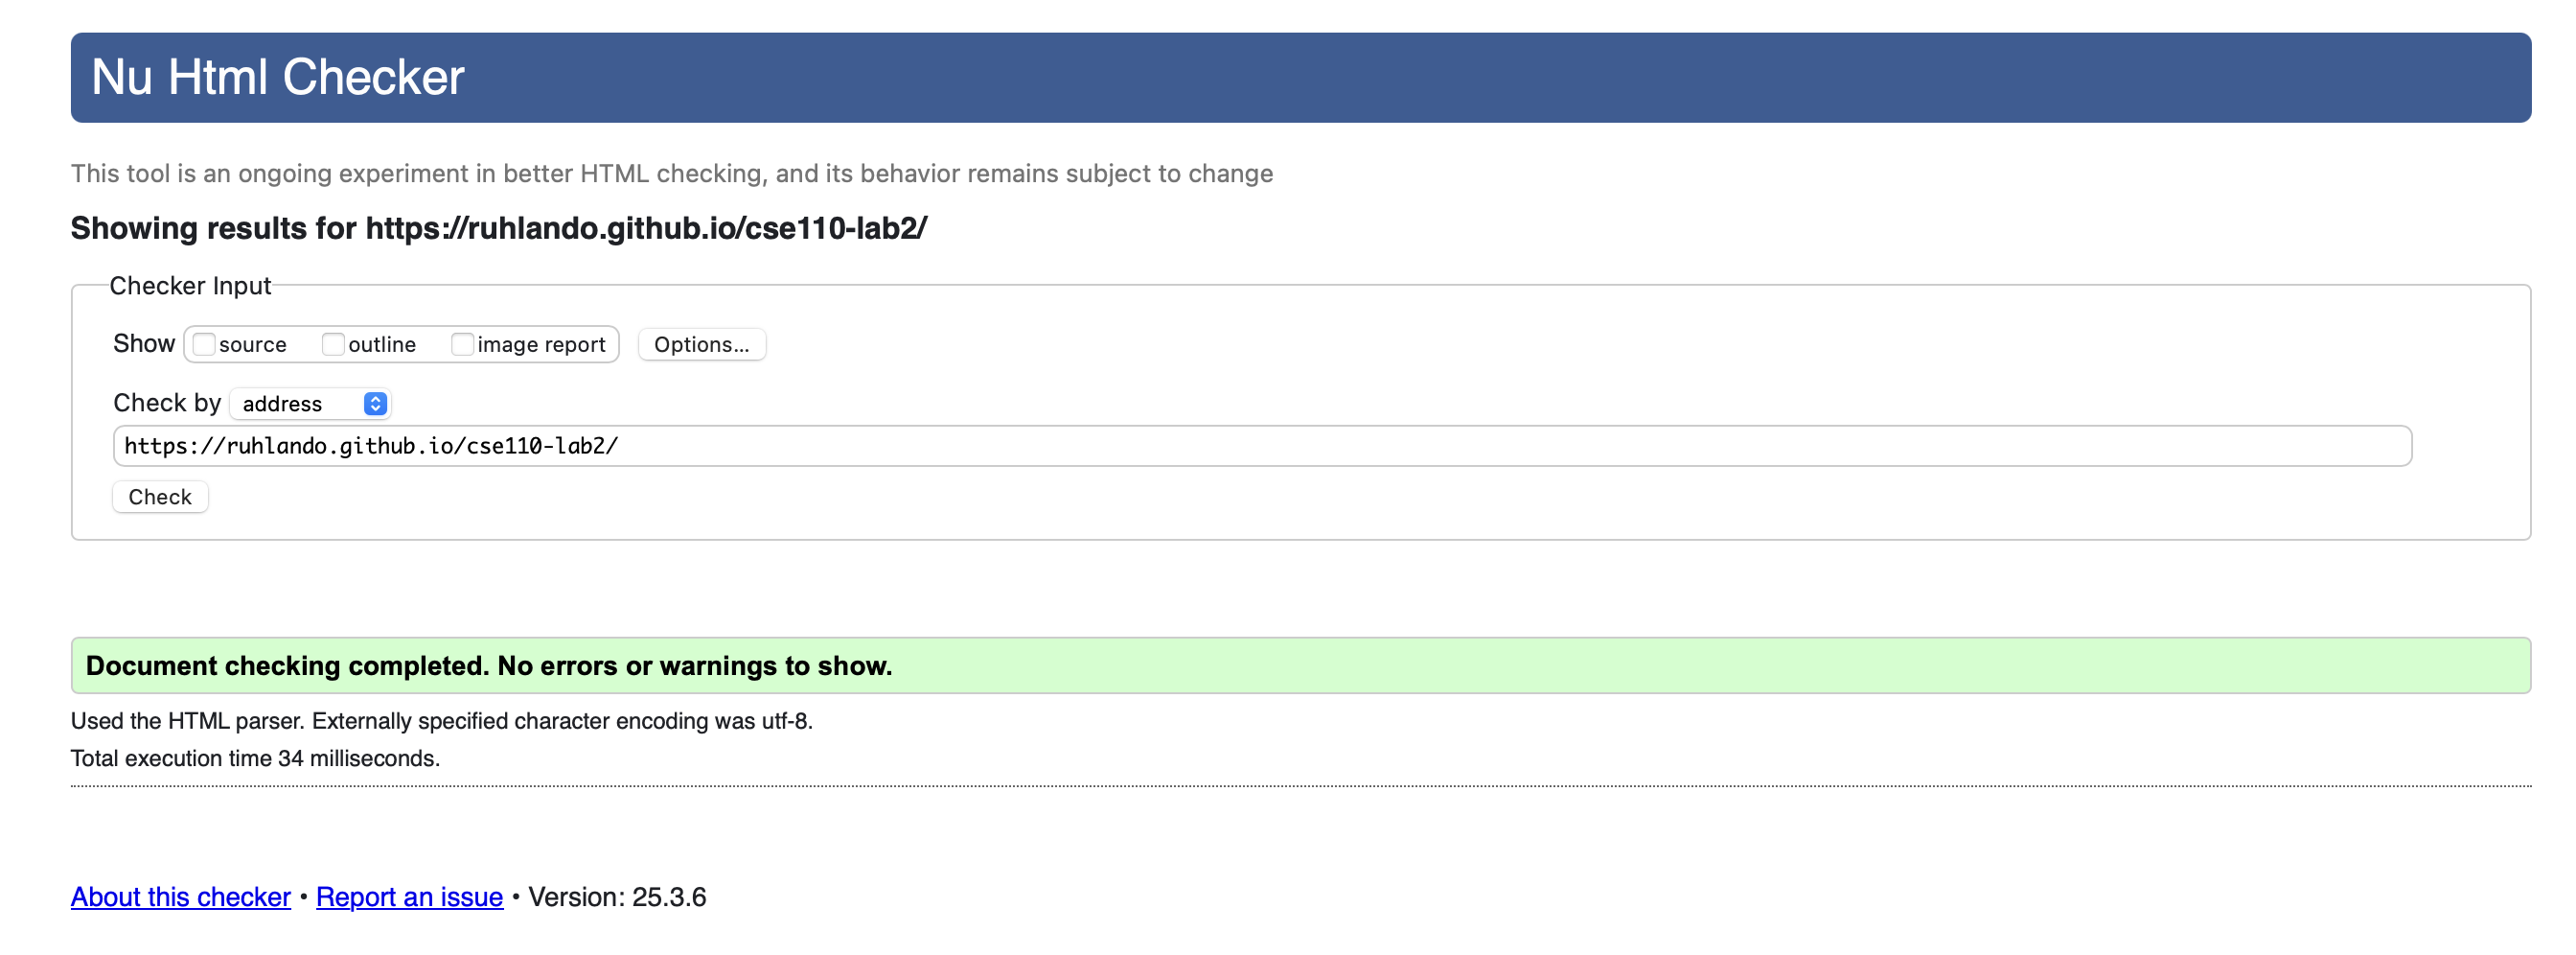 Nu Html Checker
This tool is an ongoing experiment in better HTML checking, and its behavior remains subject to change
Showing results for https://ruhlando.github.io/cse110-lab2/
Checker Input
Show source outline image report Options...
Check by address
https://ruhlando.github.io/cse110-lab2/
Check
Document checking completed. No errors or warnings to show.
Used the HTML parser. Externally specified character encoding was utf-8.
Total execution time 34 milliseconds.
About this checker • Report an issue • Version: 25.3.6